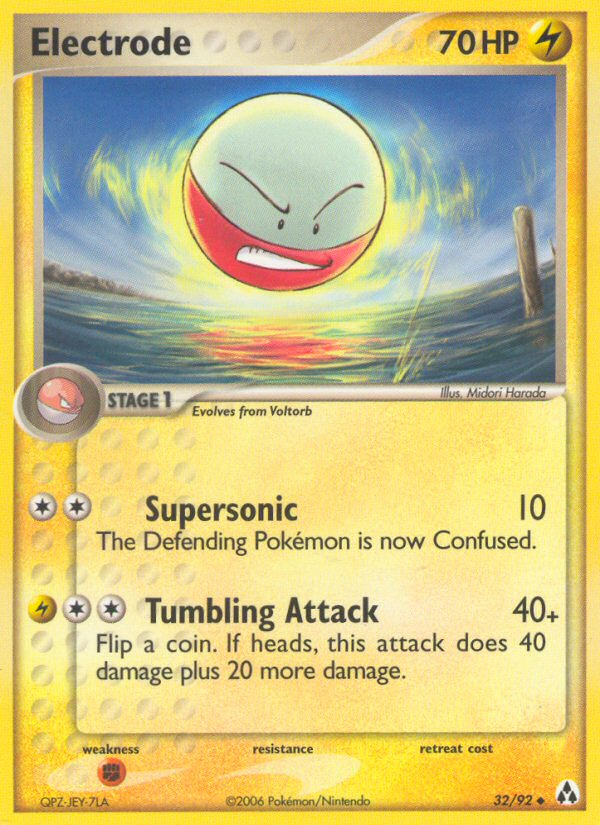 Electrode
70 HP
STAGE 1
Evolves from Voltorb
Illus. Midori Harada
Supersonic 10
The Defending Pokémon is now Confused.
Tumbling Attack 40+
Flip a coin. If heads, this attack does 40
damage plus 20 more damage.
weakness resistance retreat cost
QPZ-JEY-7LA ©2006 Pokémon/Nintendo 32/92